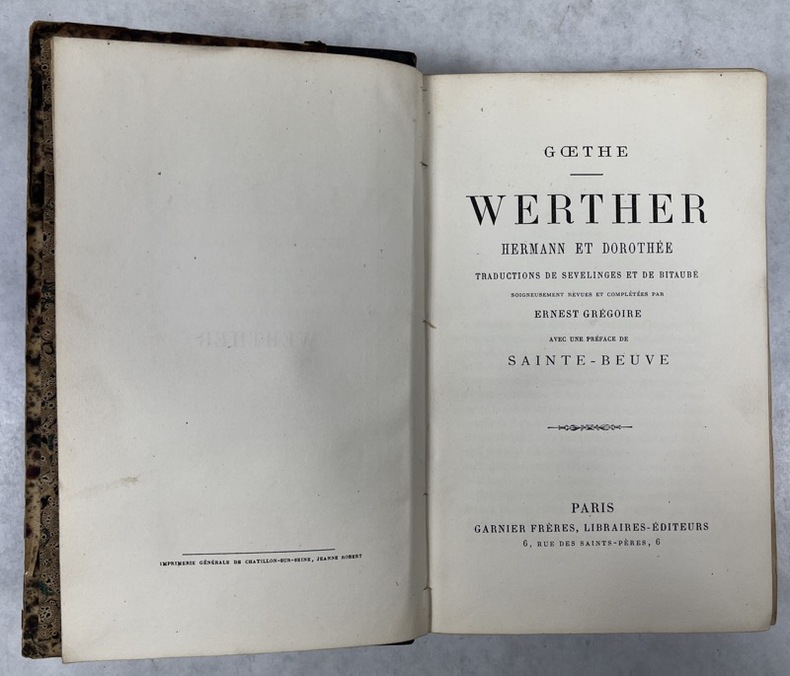 IMPRIMERIE GÉNÉRALE DE CHATILLON-SUR-SEINE, JEANNE ROBERT
GŒTHE
WERTHER
HERMANN ET DOROTHÉE
TRADUCTIONS DE SEVELINGES ET DE BITAUBÉ
SOIGNEUSEMENT REVUES ET COMPLÉTÉES PAR
ERNEST GRÉGOIRE
AVEC UNE PRÉFACE DE
SAINTE-BEUVE
PARIS
GARNIER FRÈRES, LIBRAIRES-ÉDITEURS
6, RUE DES SAINTS-PÈRES, 6